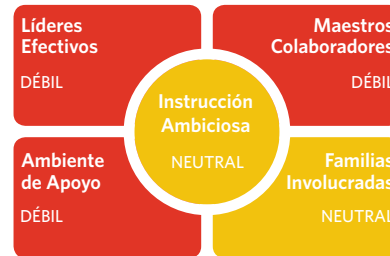 Líderes
Efectivos
DÉBIL
Maestros
Colaboradores
DÉBIL
Instrucción
Ambiciosa
NEUTRAL
Ambiente
de Apoyo
DÉBIL
Familias
Involucradas
NEUTRAL